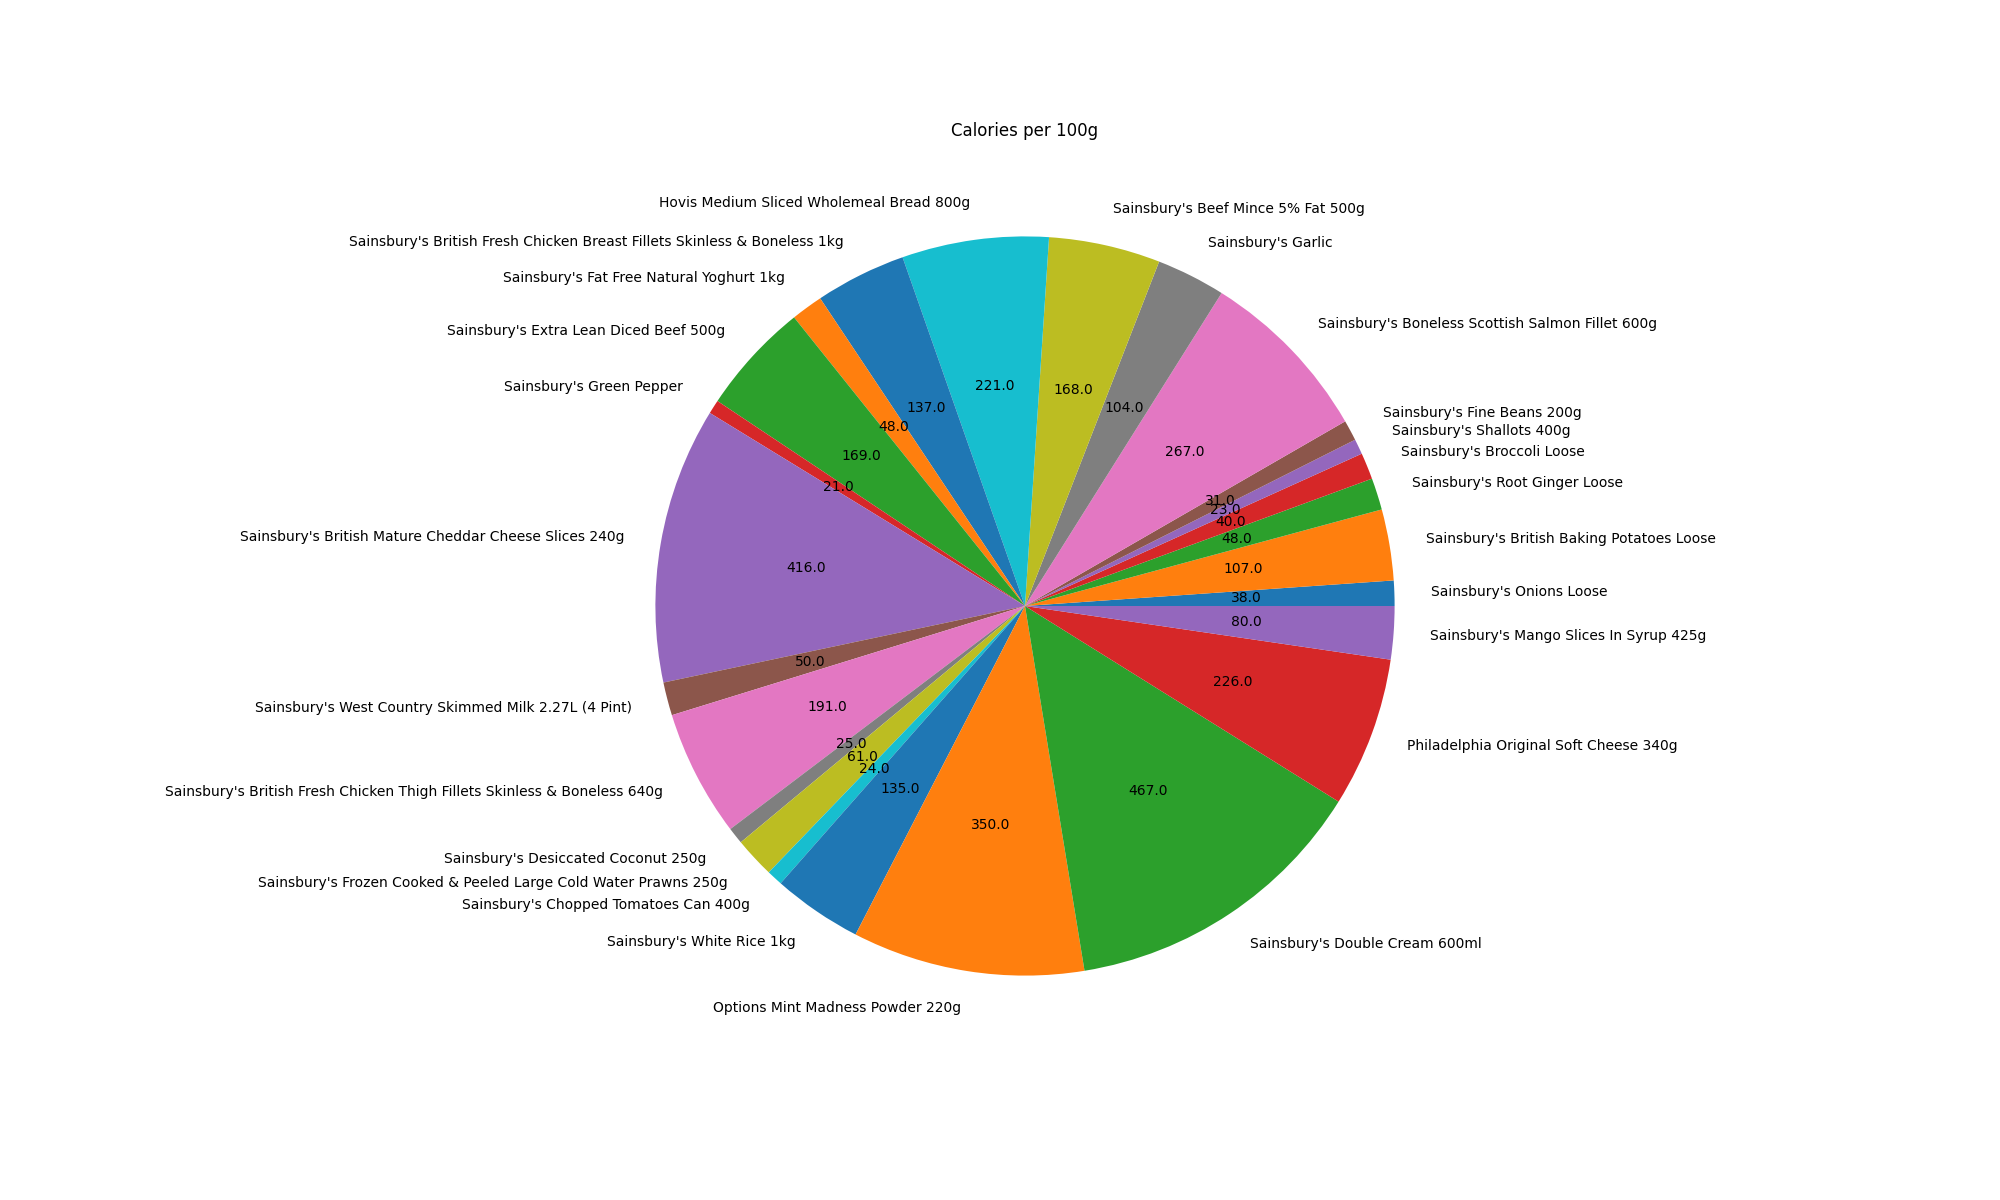 Calories per 100g
Hovis Medium Sliced Wholemeal Bread 800g
Sainsbury's Beef Mince 5% Fat 500g
Sainsbury's British Fresh Chicken Breast Fillets Skinless & Boneless 1kg
Sainsbury's Garlic
Sainsbury's Fat Free Natural Yoghurt 1kg
Sainsbury's Boneless Scottish Salmon Fillet 600g
Sainsbury's Extra Lean Diced Beef 500g
221.0
168.0
Sainsbury's Green Pepper
137.0
104.0
Sainsbury's Fine Beans 200g
48.0
Sainsbury's Shallots 400g
169.0
267.0
Sainsbury's Broccoli Loose
21.0
Sainsbury's Root Ginger Loose
31.0
23.0
40.0
Sainsbury's British Mature Cheddar Cheese Slices 240g
48.0
Sainsbury's British Baking Potatoes Loose
416.0
107.0
Sainsbury's Onions Loose
38.0
80.0
Sainsbury's Mango Slices In Syrup 425g
50.0
226.0
Sainsbury's West Country Skimmed Milk 2.27L (4 Pint)
191.0
25.0
Philadelphia Original Soft Cheese 340g
61.0
24.0
Sainsbury's British Fresh Chicken Thigh Fillets Skinless & Boneless 640g
135.0
467.0
350.0
Sainsbury's Desiccated Coconut 250g
Sainsbury's Frozen Cooked & Peeled Large Cold Water Prawns 250g
Sainsbury's Chopped Tomatoes Can 400g
Sainsbury's White Rice 1kg
Sainsbury's Double Cream 600ml
Options Mint Madness Powder 220g